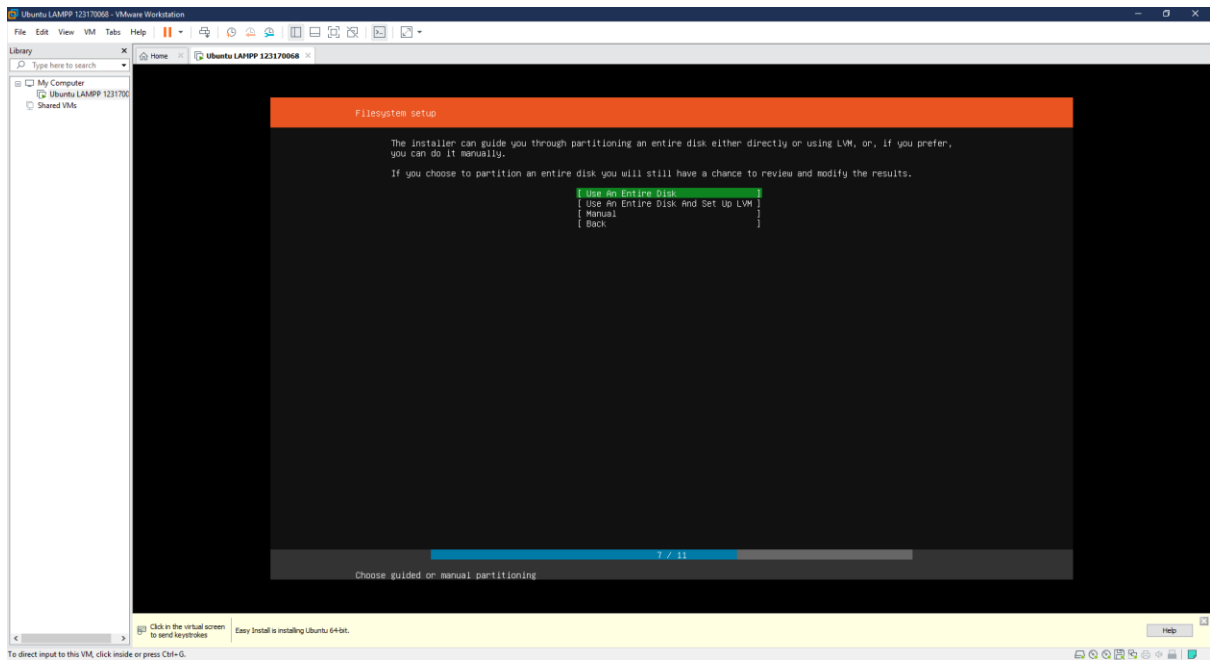 Ubuntu LAMPP 123170068 - VMware Workstation
File Edit View VM Tabs Help
Library
Home
Ubuntu LAMPP 123170068
Type here to search
My Computer
Ubuntu LAMPP 1231700
Shared VMs
Filesystem setup
The installer can guide you through partitioning an entire disk either directly or using LVM, or, if you prefer,
you can do it manually.
If you choose to partition an entire disk you will still have a chance to review and modify the results.
[ Use An Entire Disk ]
[ Use An Entire Disk And Set Up LVM ]
[ Manual ]
[ Back ]
7 / 11
Choose guided or manual partitioning
Click in the virtual screen
to send keystrokes
Easy Install is installing Ubuntu 64-bit.
Help
To direct input to this VM, click inside or press Ctrl+G.